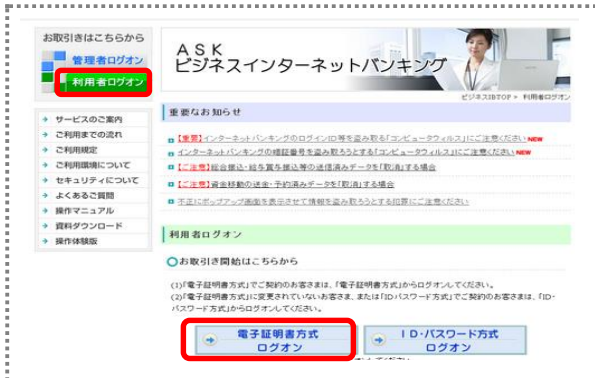 お取引きはこちらから
管理者ログオン
利用者ログオン
ASK
ビジネスインターネットバンキング
ビジネスIBTOP > 利用者ログオン
サービスのご案内
ご利用までの流れ
ご利用規定
ご利用環境について
セキュリティについて
よくあるご質問
操作マニュアル
資料ダウンロード
操作体験版
重要なお知らせ
【重要】インターネットバンキングのログインID等を盗み取る「コンピュータウィルス」にご注意ください NEW
インターネットバンキングの暗証番号を盗み取ろうとする「コンピュータウィルス」にご注意ください NEW
【ご注意】総合振込・給与賞与振込等の送信済みデータを「取消」する場合
【ご注意】資金移動の送金・予約済みデータを「取消」する場合
不正にポップアップ画面を表示させて情報を盗み取ろうとする犯罪にご注意ください
利用者ログオン
お取引き開始はこちらから
(1)「電子証明書方式」でご契約のお客さまは、「電子証明書方式」からログオンしてください。
(2)「電子証明書方式」に変更されていないお客さま、または「IDパスワード方式」でご契約のお客さまは、「ID・
パスワード方式」からログオンしてください。
電子証明書方式
ログオン
ID・パスワード方式
ログオン